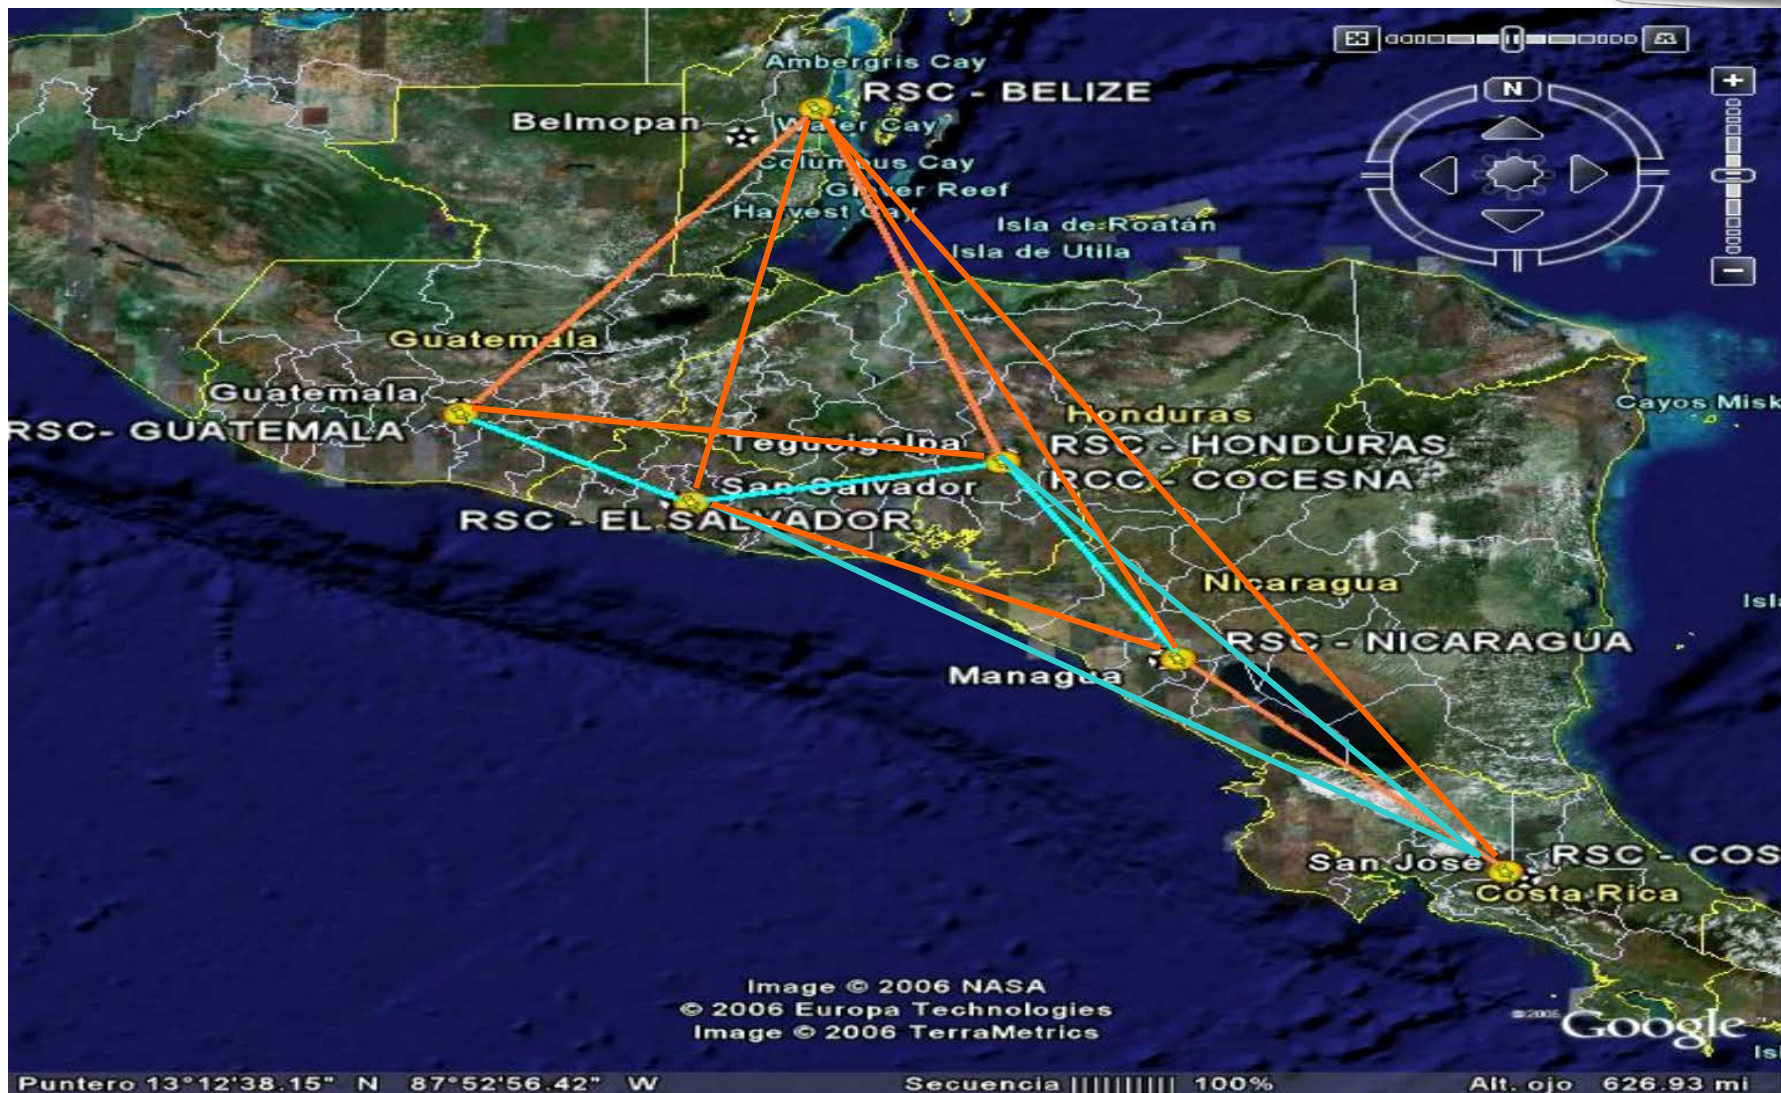 Ambergris Cay
RSC - BELIZE
Belmopan
Water Cay
Columbus Cay
Glover Reef
Harvest Cay
Isla de Roatán
Isla de Utila
Guatemala
Guatemala
RSC- GUATEMALA
Honduras
Cayos Misk
Tegucigalpa
RSC - HONDURAS
RCC - COCESNA
San Salvador
RSC - EL SALVADOR
Nicaragua
Isl
RSC - NICARAGUA
Managua
San José
RSC - COS
Costa Rica
Image © 2006 NASA
© 2006 Europa Technologies
Image © 2006 TerraMetrics
© 2005
Google
Isl
N
Puntero 13°12'38.15" N 87°52'56.42" W
Secuencia |||||||||| 100%
Alt. ojo 626.93 mi